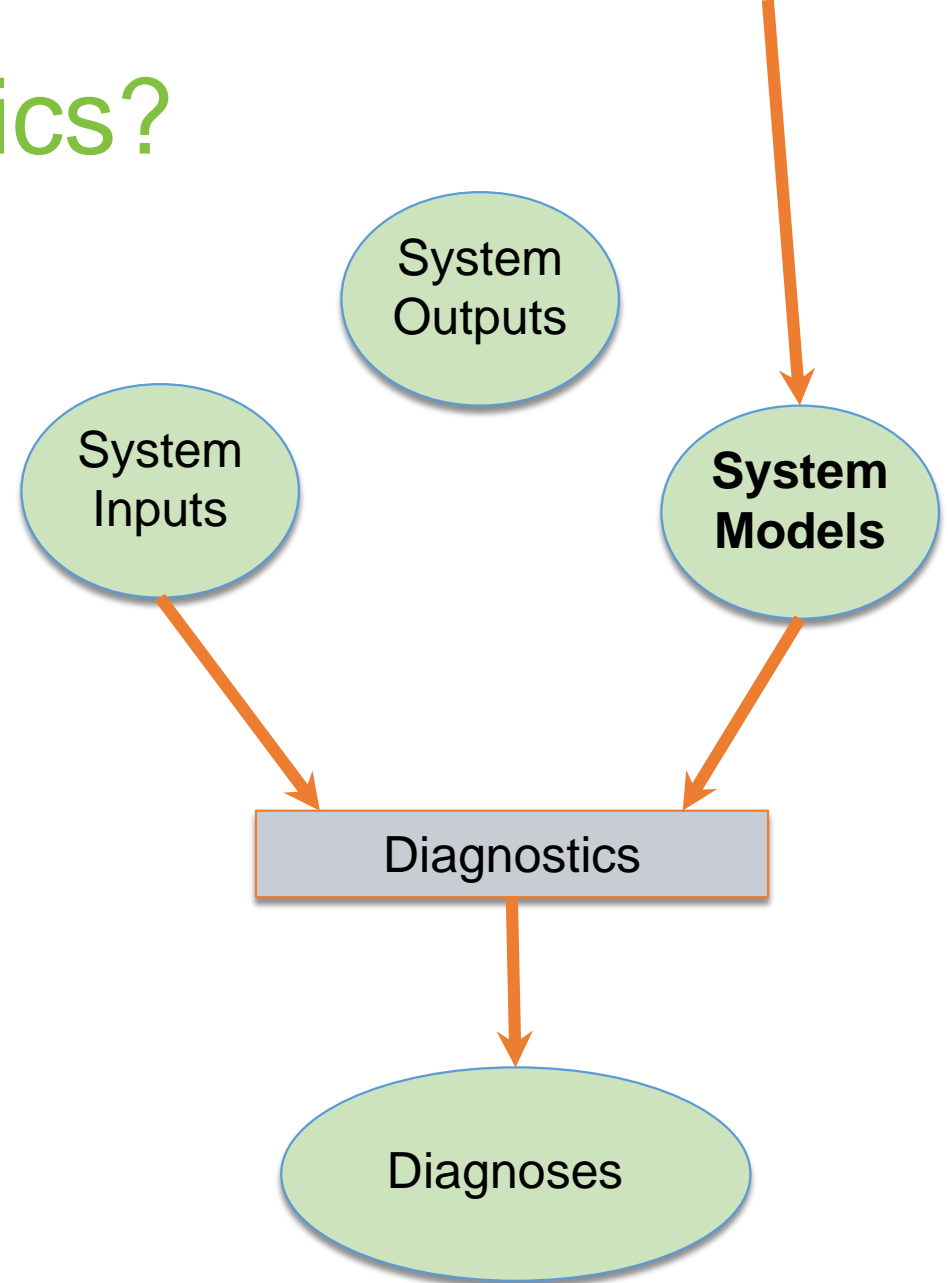 ics?
System
Outputs
System
Inputs
System
Models
Diagnostics
Diagnoses